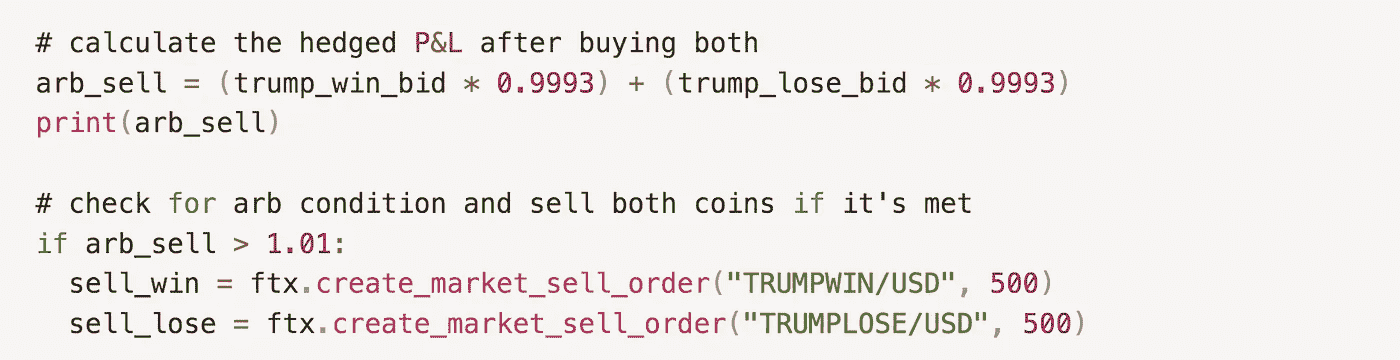 # calculate the hedged P&L after buying both
arb_sell = (trump_win_bid * 0.9993) + (trump_lose_bid * 0.9993)
print(arb_sell)
# check for arb condition and sell both coins if it's met
if arb_sell > 1.01:
  sell_win = ftx.create_market_sell_order("TRUMPWIN/USD", 500)
  sell_lose = ftx.create_market_sell_order("TRUMPLOSE/USD", 500)